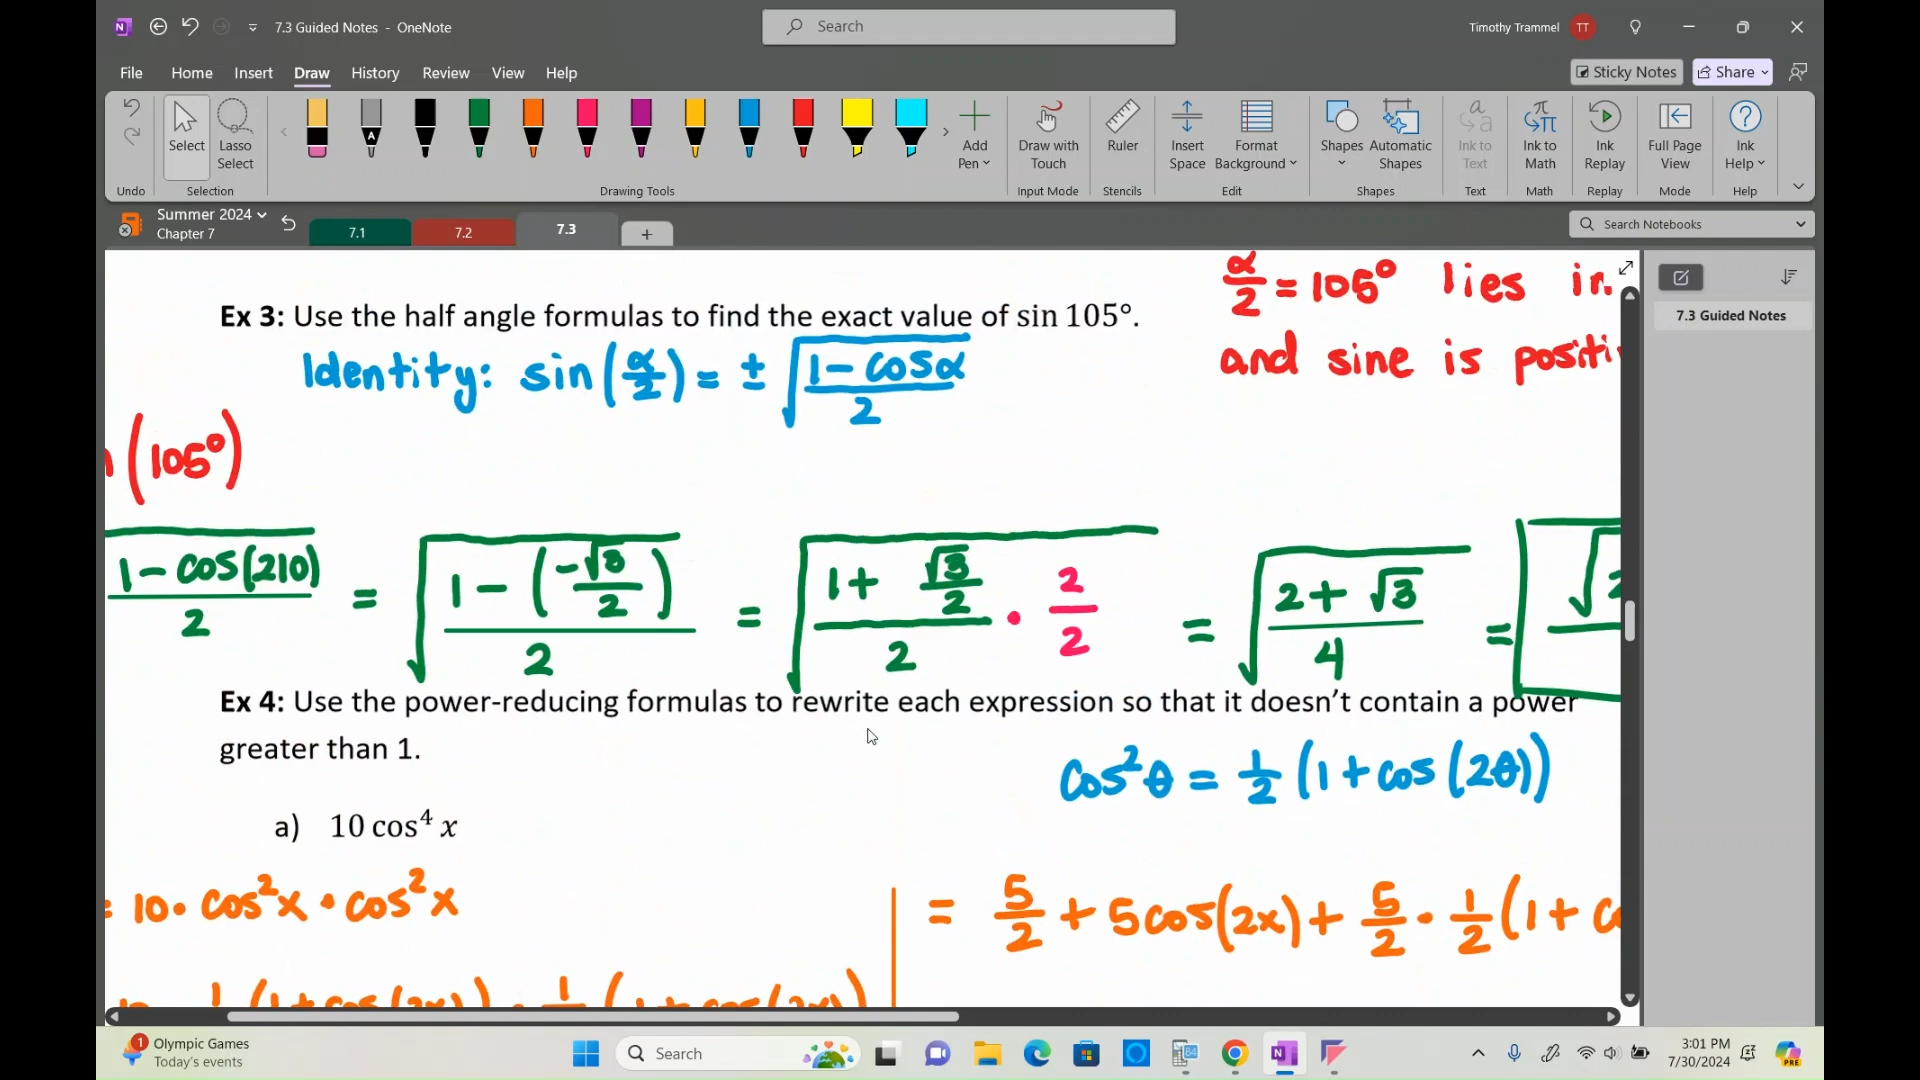 7.3 Guided Notes - OneNote
Search
Timothy Trammel TT
File Home Insert Draw History Review View Help
Sticky Notes Share
Select
Lasso Select
Add Pen
Draw with Touch
Ruler
Insert Space
Format Background
Shapes
Automatic Shapes
Ink to Text
Ink to Math
Ink Replay
Full Page View
Ink Help
Undo Selection Drawing Tools Input Mode Stencils Edit Shapes Text Math Replay Mode Help
Summer 2024
Chapter 7
7.1 7.2 7.3 +
Search Notebooks
7.3 Guided Notes
α/2 = 105° lies in
Ex 3: Use the half angle formulas to find the exact value of sin 105°.
and sine is positi
Identity: sin(α/2) = ± √((1 - cosα)/2)
(105°)
(1 - cos(210))/2 = √((1 - (-√3/2))/2) = √((1 + √3/2)/2 · 2/2) = √((2 + √3)/4) =
Ex 4: Use the power-reducing formulas to rewrite each expression so that it doesn't contain a power
greater than 1.
cos²θ = 1/2 (1 + cos(2θ))
a) 10 cos⁴ x
= 10 · cos²x · cos²x
= 5/2 + 5cos(2x) + 5/2 · 1/2 (1 + c
1 Olympic Games
Today's events
Search
3:01 PM
7/30/2024
PRE